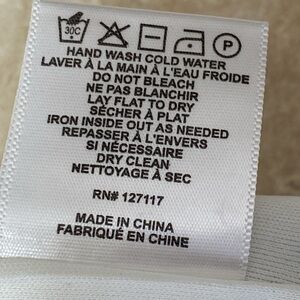 30C
P
HAND WASH COLD WATER
LAVER À LA MAIN À L'EAU FROIDE
DO NOT BLEACH
NE PAS BLANCHIR
LAY FLAT TO DRY
SÉCHER À PLAT
IRON INSIDE OUT AS NEEDED
REPASSER À L'ENVERS
SI NÉCESSAIRE
DRY CLEAN
NETTOYAGE À SEC
RN# 127117
MADE IN CHINA
FABRIQUÉ EN CHINE